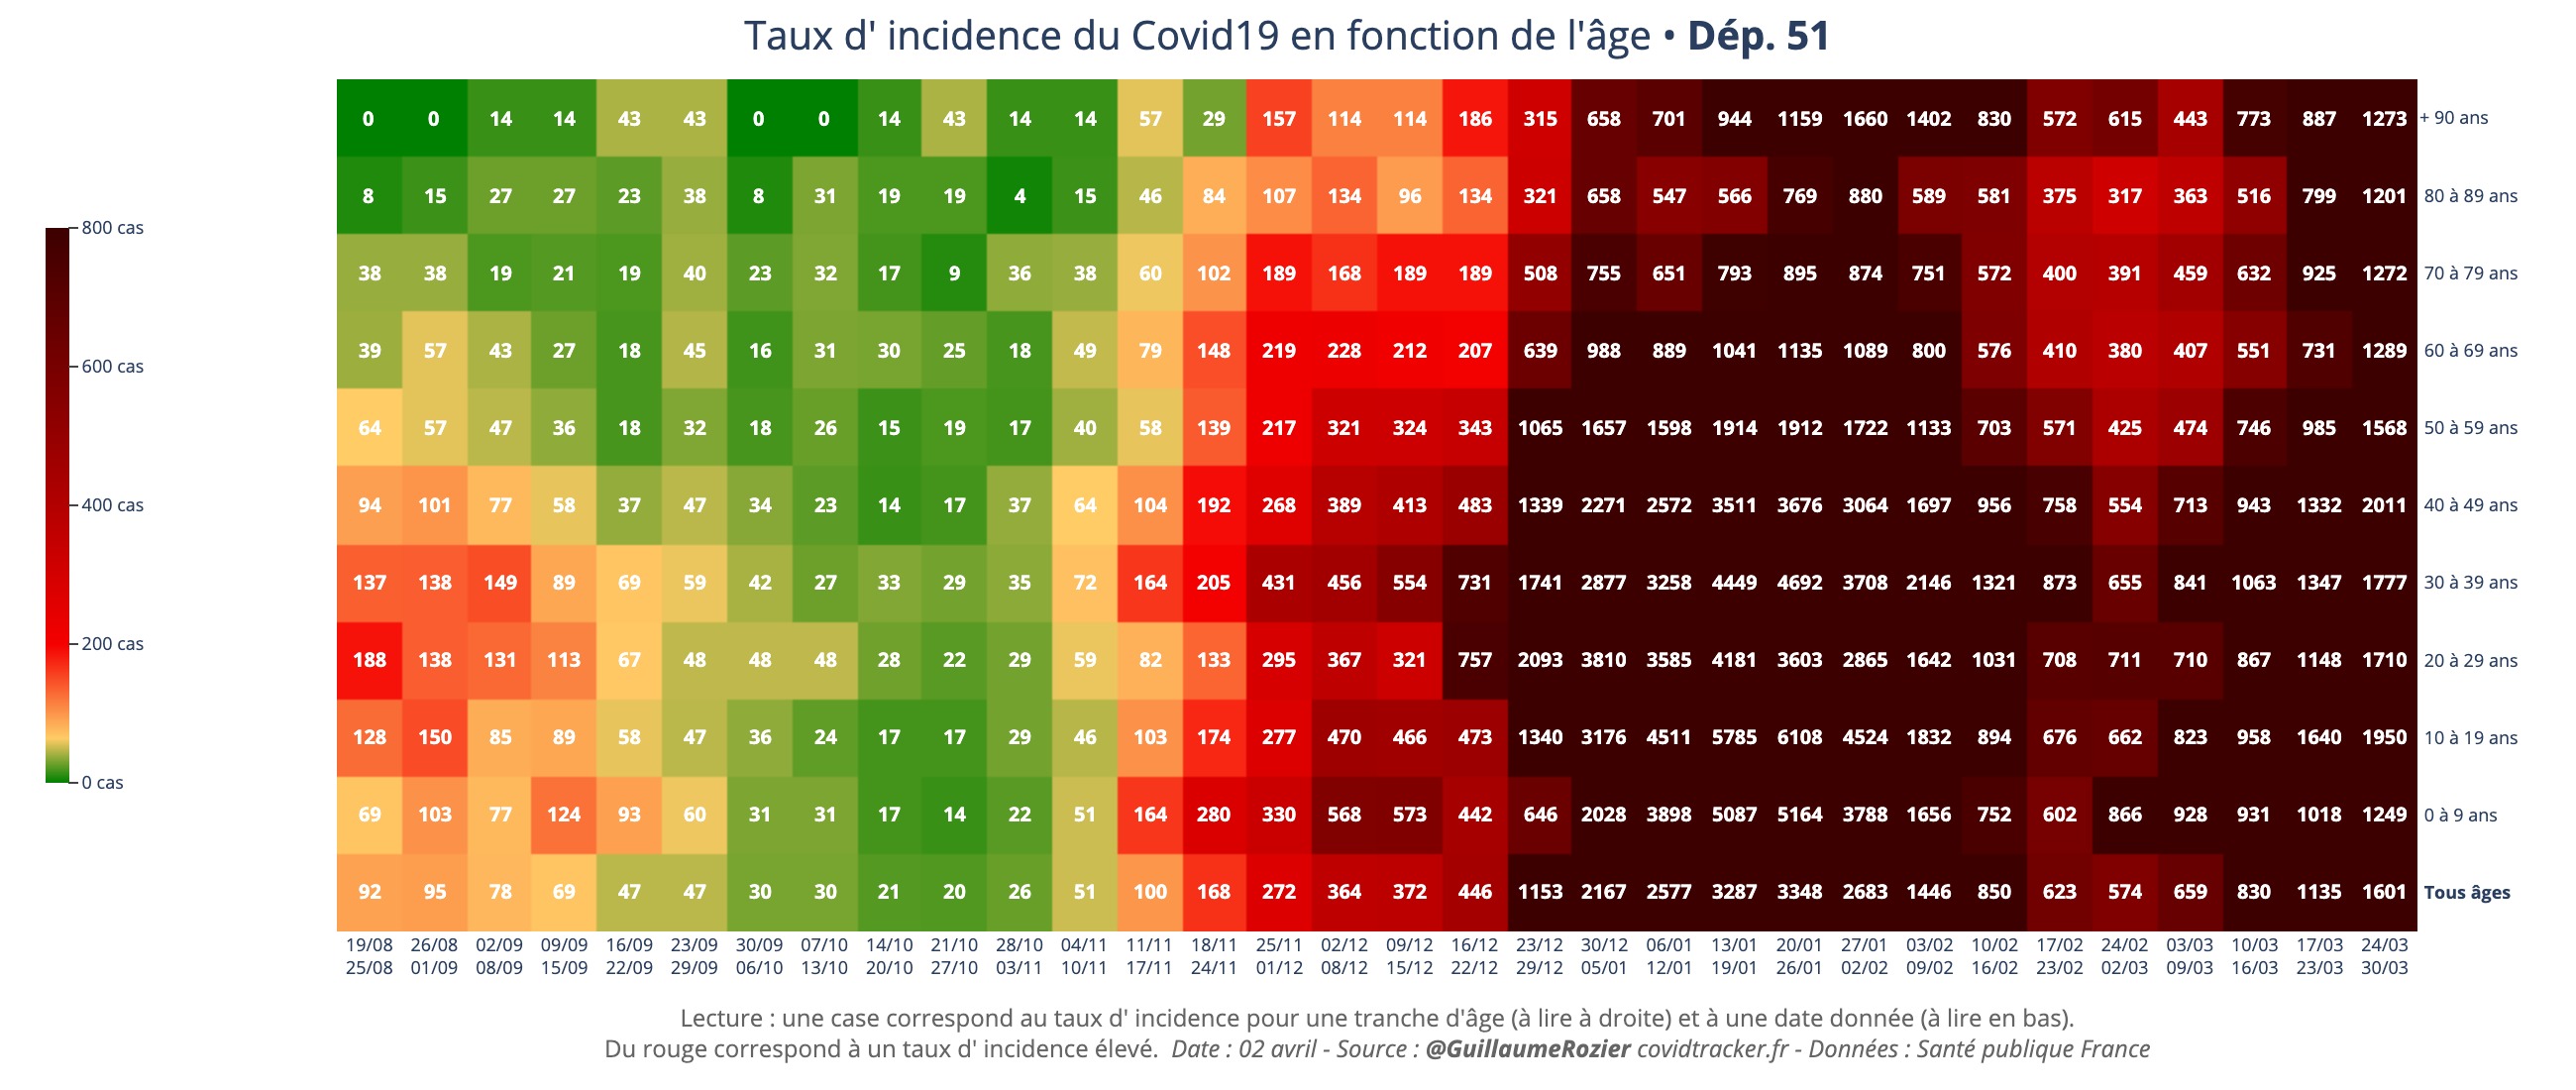 Taux d' incidence du Covid19 en fonction de l'âge • Dép. 51
800 cas
600 cas
400 cas
200 cas
0 cas
0 0 14 14 43 43 0 0 14 43 14 14 57 29 157 114 114 186 315 658 701 944 1159 1660 1402 830 572 615 443 773 887 1273 + 90 ans
8 15 27 27 23 38 8 31 19 19 4 15 46 84 107 134 96 134 321 658 547 566 769 880 589 581 375 317 363 516 799 1201 80 à 89 ans
38 38 19 21 19 40 23 32 17 9 36 38 60 102 189 168 189 189 508 755 651 793 895 874 751 572 400 391 459 632 925 1272 70 à 79 ans
39 57 43 27 18 45 16 31 30 25 18 49 79 148 219 228 212 207 639 988 889 1041 1135 1089 800 576 410 380 407 551 731 1289 60 à 69 ans
64 57 47 36 18 32 18 26 15 19 17 40 58 139 217 321 324 343 1065 1657 1598 1914 1912 1722 1133 703 571 425 474 746 985 1568 50 à 59 ans
94 101 77 58 37 47 34 23 14 17 37 64 104 192 268 389 413 483 1339 2271 2572 3511 3676 3064 1697 956 758 554 713 943 1332 2011 40 à 49 ans
137 138 149 89 69 59 42 27 33 29 35 72 164 205 431 456 554 731 1741 2877 3258 4449 4692 3708 2146 1321 873 655 841 1063 1347 1777 30 à 39 ans
188 138 131 113 67 48 48 48 28 22 29 59 82 133 295 367 321 757 2093 3810 3585 4181 3603 2865 1642 1031 708 711 710 867 1148 1710 20 à 29 ans
128 150 85 89 58 47 36 24 17 17 29 46 103 174 277 470 466 473 1340 3176 4511 5785 6108 4524 1832 894 676 662 823 958 1640 1950 10 à 19 ans
69 103 77 124 93 60 31 31 17 14 22 51 164 280 330 568 573 442 646 2028 3898 5087 5164 3788 1656 752 602 866 928 931 1018 1249 0 à 9 ans
92 95 78 69 47 47 30 30 21 20 26 51 100 168 272 364 372 446 1153 2167 2577 3287 3348 2683 1446 850 623 574 659 830 1135 1601 Tous âges
19/08 26/08 02/09 09/09 16/09 23/09 30/09 07/10 14/10 21/10 28/10 04/11 11/11 18/11 25/11 02/12 09/12 16/12 23/12 30/12 06/01 13/01 20/01 27/01 03/02 10/02 17/02 24/02 03/03 10/03 17/03 24/03
25/08 01/09 08/09 15/09 22/09 29/09 06/10 13/10 20/10 27/10 03/11 10/11 17/11 24/11 01/12 08/12 15/12 22/12 29/12 05/01 12/01 19/01 26/01 02/02 09/02 16/02 23/02 02/03 09/03 16/03 23/03 30/03
Lecture : une case correspond au taux d' incidence pour une tranche d'âge (à lire à droite) et à une date donnée (à lire en bas).
Du rouge correspond à un taux d' incidence élevé. Date : 02 avril - Source : @GuillaumeRozier covidtracker.fr - Données : Santé publique France